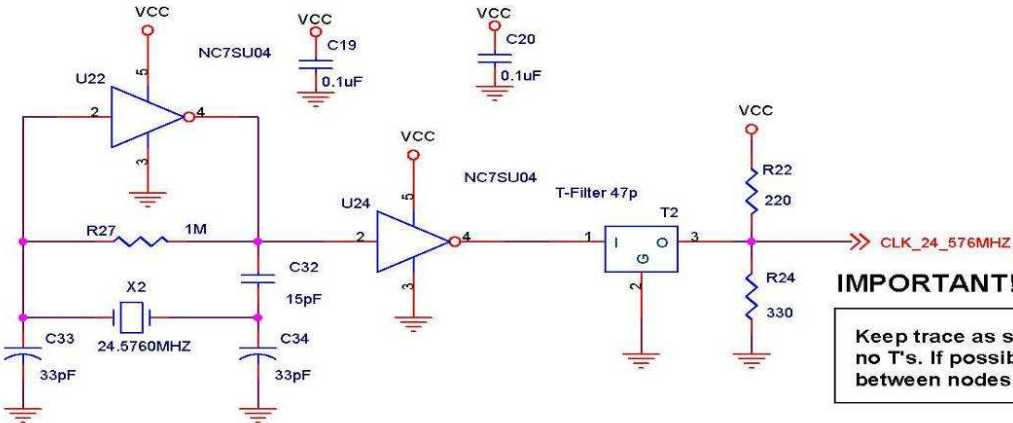 VCC
VCC
VCC
C19
C20
NC7SU04
0.1uF
0.1uF
U22
5
2
4
3
VCC
VCC
R22
220
NC7SU04
T-Filter 47p
U24
5
T2
R27
1M
2
4
1
I
O
3
CLK_24_576MHZ
G
3
2
C32
15pF
R24
330
IMPORTANT!
X2
24.5760MHZ
C33
33pF
C34
33pF
Keep trace as s
no T's. If possib
between nodes